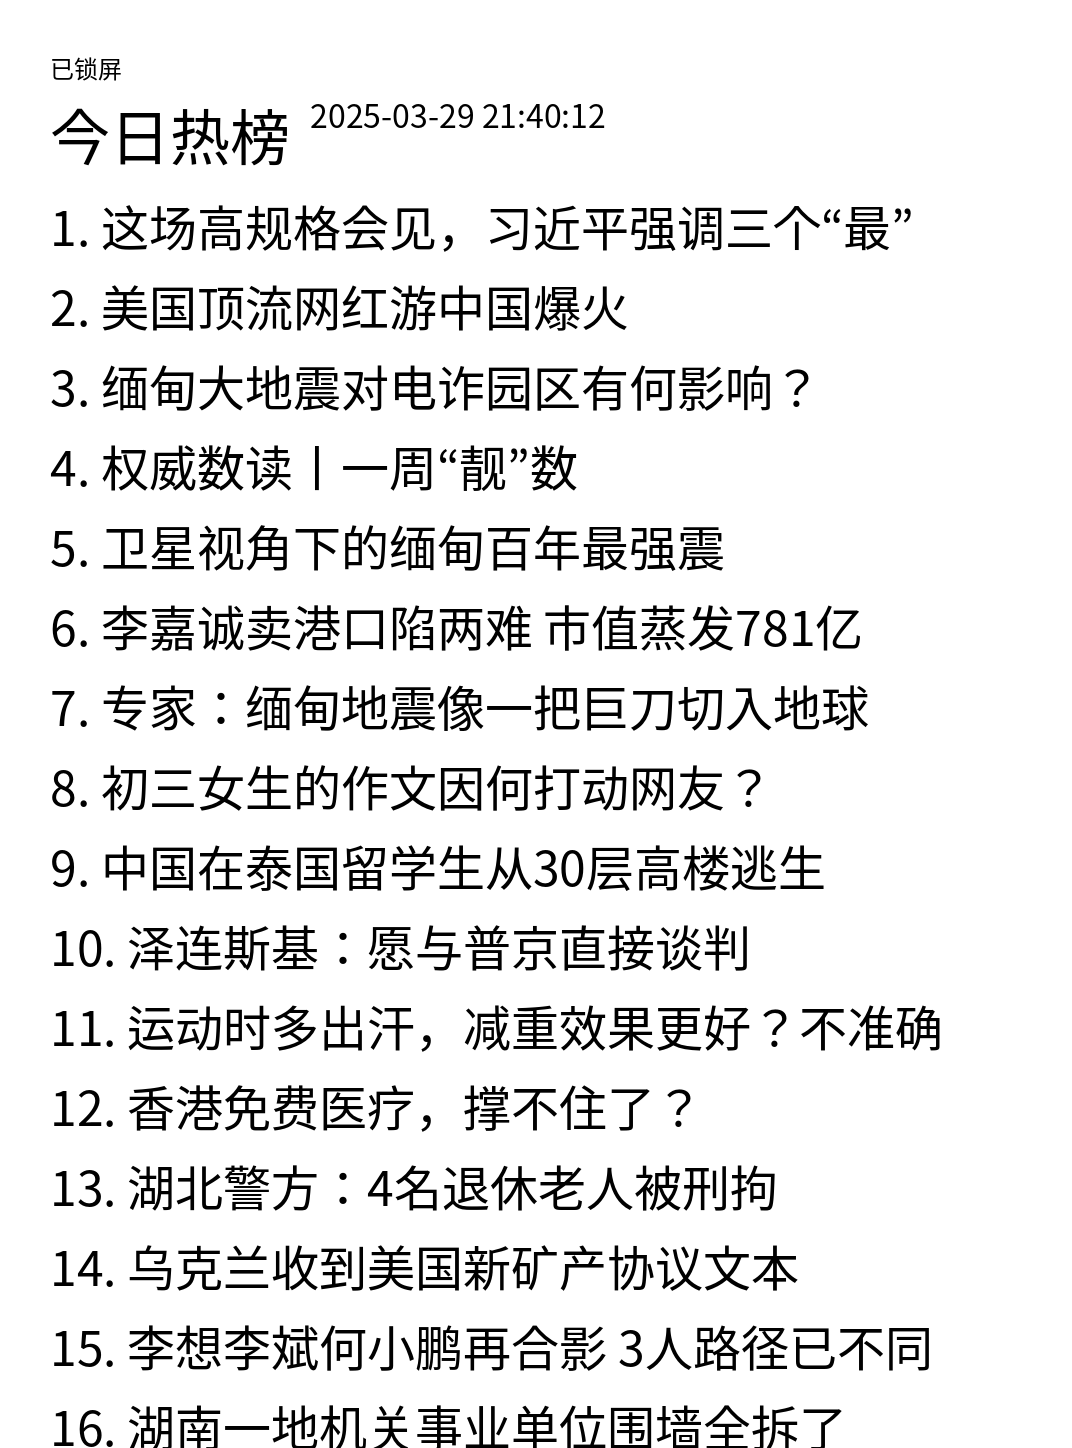 已锁屏
今日热榜 2025-03-29 21:40:12
1. 这场高规格会见，习近平强调三个“最”
2. 美国顶流网红游中国爆火
3. 缅甸大地震对电诈园区有何影响？
4. 权威数读丨一周“靓”数
5. 卫星视角下的缅甸百年最强震
6. 李嘉诚卖港口陷两难 市值蒸发781亿
7. 专家：缅甸地震像一把巨刀切入地球
8. 初三女生的作文因何打动网友？
9. 中国在泰国留学生从30层高楼逃生
10. 泽连斯基：愿与普京直接谈判
11. 运动时多出汗，减重效果更好？不准确
12. 香港免费医疗，撑不住了？
13. 湖北警方：4名退休老人被刑拘
14. 乌克兰收到美国新矿产协议文本
15. 李想李斌何小鹏再合影 3人路径已不同
16. 湖南一地机关事业单位围墙全拆了